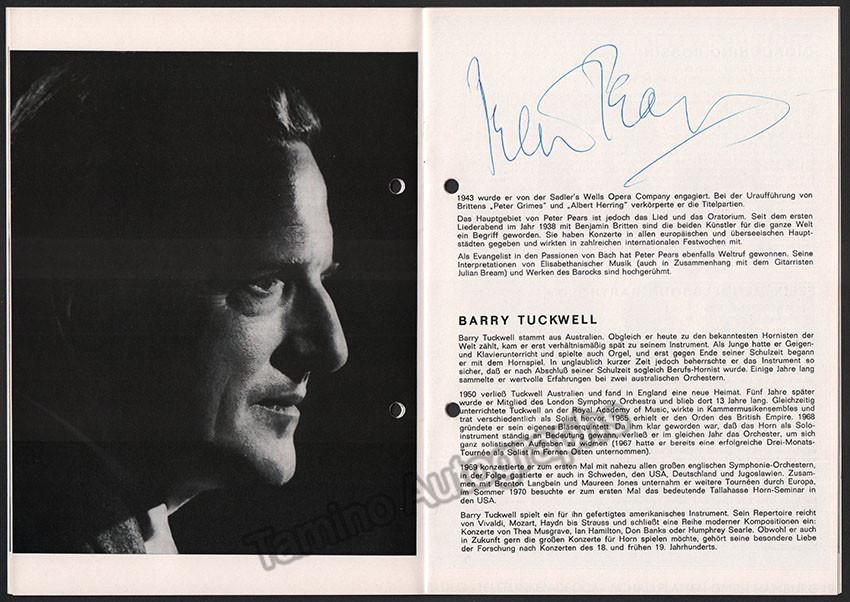 Peter Pears
1943 wurde er von der Sadler's Wells Opera Company engagiert. Bei der Uraufführung von
Brittens „Peter Grimes" und „Albert Herring" verkörperte er die Titelpartien.
Das Hauptgebiet von Peter Pears ist jedoch das Lied und das Oratorium. Seit dem ersten
Liederabend im Jahr 1938 mit Benjamin Britten sind die beiden Künstler für die ganze Welt
ein Begriff geworden. Sie haben Konzerte in allen europäischen und überseeischen Haupt-
städten gegeben und wirkten in zahlreichen internationalen Festwochen mit.
Als Evangelist in den Passionen von Bach hat Peter Pears ebenfalls Weltruf gewonnen. Seine
Interpretationen von Elisabethanischer Musik (auch in Zusammenhang mit dem Gitarristen
Julian Bream) und Werken des Barocks sind hochgerühmt.
BARRY TUCKWELL
Barry Tuckwell stammt aus Australien. Obgleich er heute zu den bekanntesten Hornisten der
Welt zählt, kam er erst verhältnismäßig spät zu seinem Instrument. Als Junge hatte er Geigen-
und Klavierunterricht und spielte auch Orgel, und erst gegen Ende seiner Schulzeit begann
er mit dem Hornspiel. In unglaublich kurzer Zeit jedoch beherrschte er das Instrument so
sicher, daß er nach Abschluß seiner Schulzeit sogleich Berufs-Hornist wurde. Einige Jahre lang
sammelte er wertvolle Erfahrungen bei zwei australischen Orchestern.
1950 verließ Tuckwell Australien und fand in England eine neue Heimat. Fünf Jahre später
wurde er Mitglied des London Symphony Orchestra und blieb dort 13 Jahre lang. Gleichzeitig
unterrichtete Tuckwell an der Royal Academy of Music, wirkte in Kammermusikensembles und
trat verschiedentlich als Solist hervor. 1965 erhielt er den Orden des British Empire. 1968
gründete er sein eigenes Bläserquintett. Da ihm klar geworden war, daß das Horn als Solo-
instrument ständig an Bedeutung gewinnt, verließ er im gleichen Jahr das Orchester, um sich
ganz solistischen Aufgaben zu widmen (1967 hatte er bereits eine erfolgreiche Drei-Monats-
Tournée als Solist im Fernen Osten unternommen).
1969 konzertierte er zum ersten Mal mit nahezu allen großen englischen Symphonie-Orchestern,
in der Folge gastierte er auch in Schweden, den USA, Deutschland und Jugoslawien. Zusam-
men mit Brenton Langbein und Maureen Jones unternahm er weitere Tournéen durch Europa,
im Sommer 1970 besuchte er zum ersten Mal das bedeutende Tallahasse Horn-Seminar in
den USA.
Barry Tuckwell spielt ein für ihn gefertigtes amerikanisches Instrument. Sein Repertoire reicht
von Vivaldi, Mozart, Haydn bis Strauss und schließt eine Reihe moderner Kompositionen ein:
Konzerte von Thea Musgrave, Ian Hamilton, Don Banks oder Humphrey Searle. Obwohl er auch
in Zukunft gern die großen Konzerte für Horn spielen möchte, gehört seine besondere Liebe
der Forschung nach Konzerten des 18. und frühen 19. Jahrhunderts.
Tamino Autographs